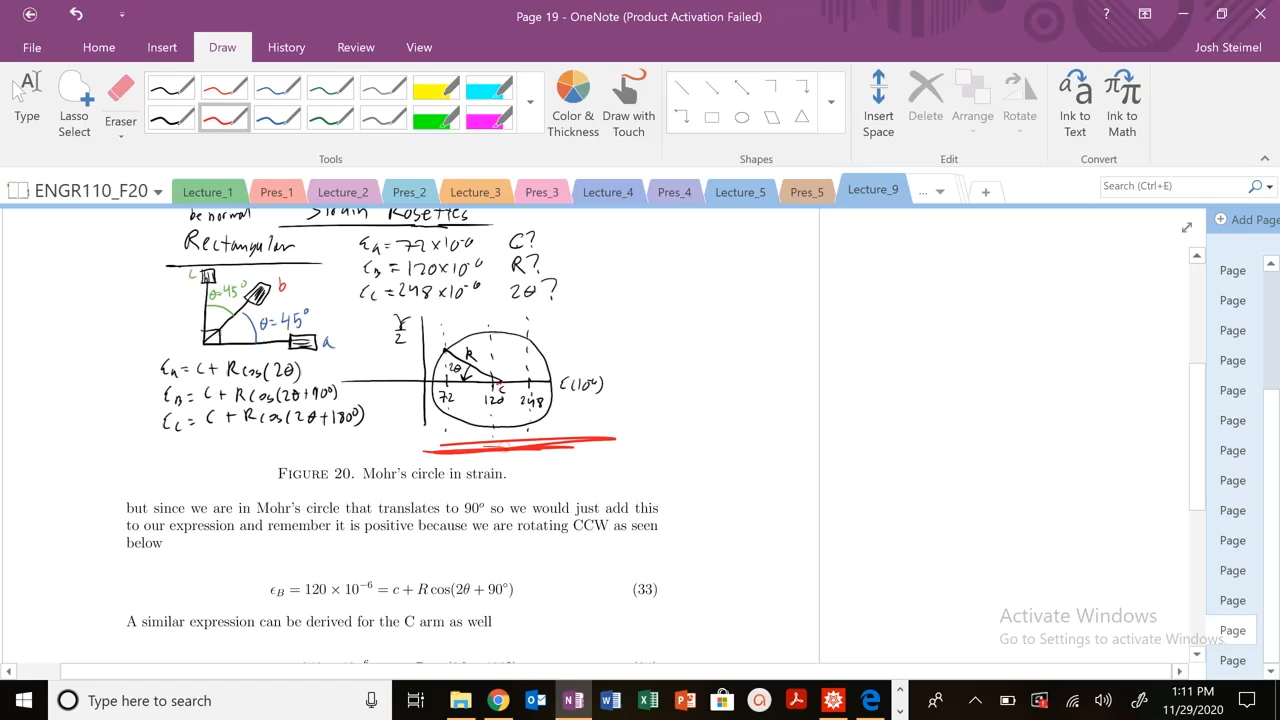 Page 19 - OneNote (Product Activation Failed)
?
File Home Insert Draw History Review View Josh Steimel
Type
Lasso Select
Eraser
Color & Thickness
Draw with Touch
Insert Space
Delete
Arrange
Rotate
Ink to Text
Ink to Math
Tools Shapes Edit Convert
ENGR110_F20 Lecture_1 Pres_1 Lecture_2 Pres_2 Lecture_3 Pres_3 Lecture_4 Pres_4 Lecture_5 Pres_5 Lecture_9 ... + Search (Ctrl+E)
Add Page
be normal Strain Rosettes
Rectangular
εA = 72 × 10⁻⁶ C?
εB = 120 × 10⁻⁶ R?
εC = 248 × 10⁻⁶ 2θ?
c θ=45° b
θ=45°
a
εA = C + R cos(2θ)
εB = C + R cos(2θ+90°)
εC = C + R cos(2θ+180°)
γ/2
R
2θ
C
72 120 248 ε(10⁻⁶)
FIGURE 20. Mohr's circle in strain.
but since we are in Mohr's circle that translates to 90° so we would just add this
to our expression and remember it is positive because we are rotating CCW as seen
below
ϵB = 120 × 10⁻⁶ = c + R cos(2θ + 90°) (33)
A similar expression can be derived for the C arm as well
Page
Page
Page
Page
Page
Page
Page
Page
Page
Page
Page
Page
Page
Page
Activate Windows
Go to Settings to activate Windows.
Type here to search
1:11 PM
11/29/2020